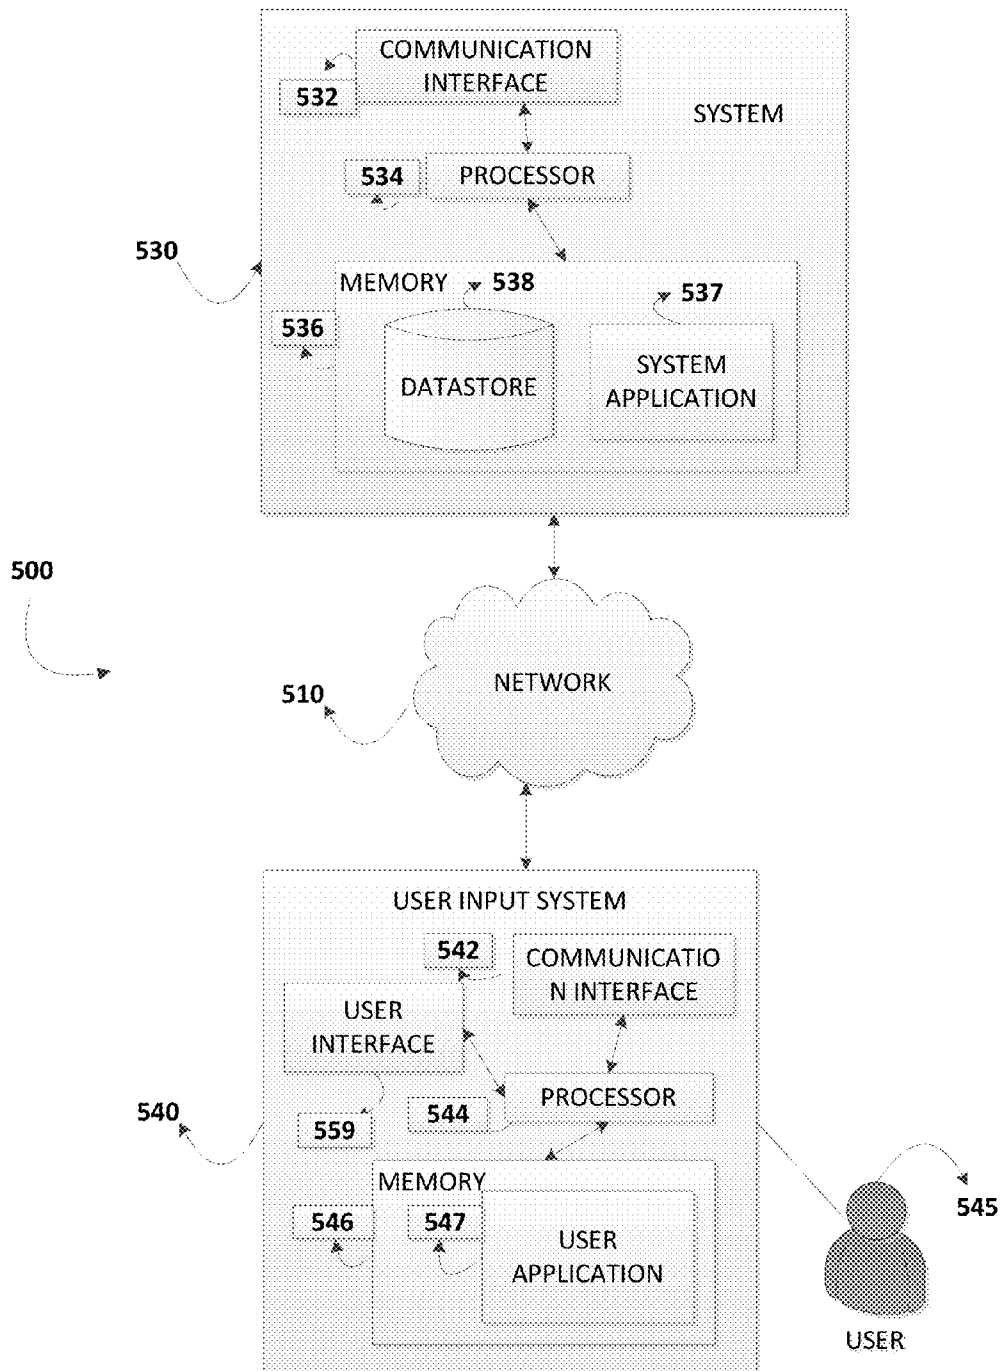 COMMUNICATION
INTERFACE
532
SYSTEM
534
PROCESSOR
530
MEMORY
538
537
536
DATASTORE
SYSTEM
APPLICATION
500
NETWORK
510
USER INPUT SYSTEM
542
COMMUNICATIO
N INTERFACE
USER
INTERFACE
PROCESSOR
544
540
559
MEMORY
546
547
USER
APPLICATION
545
USER